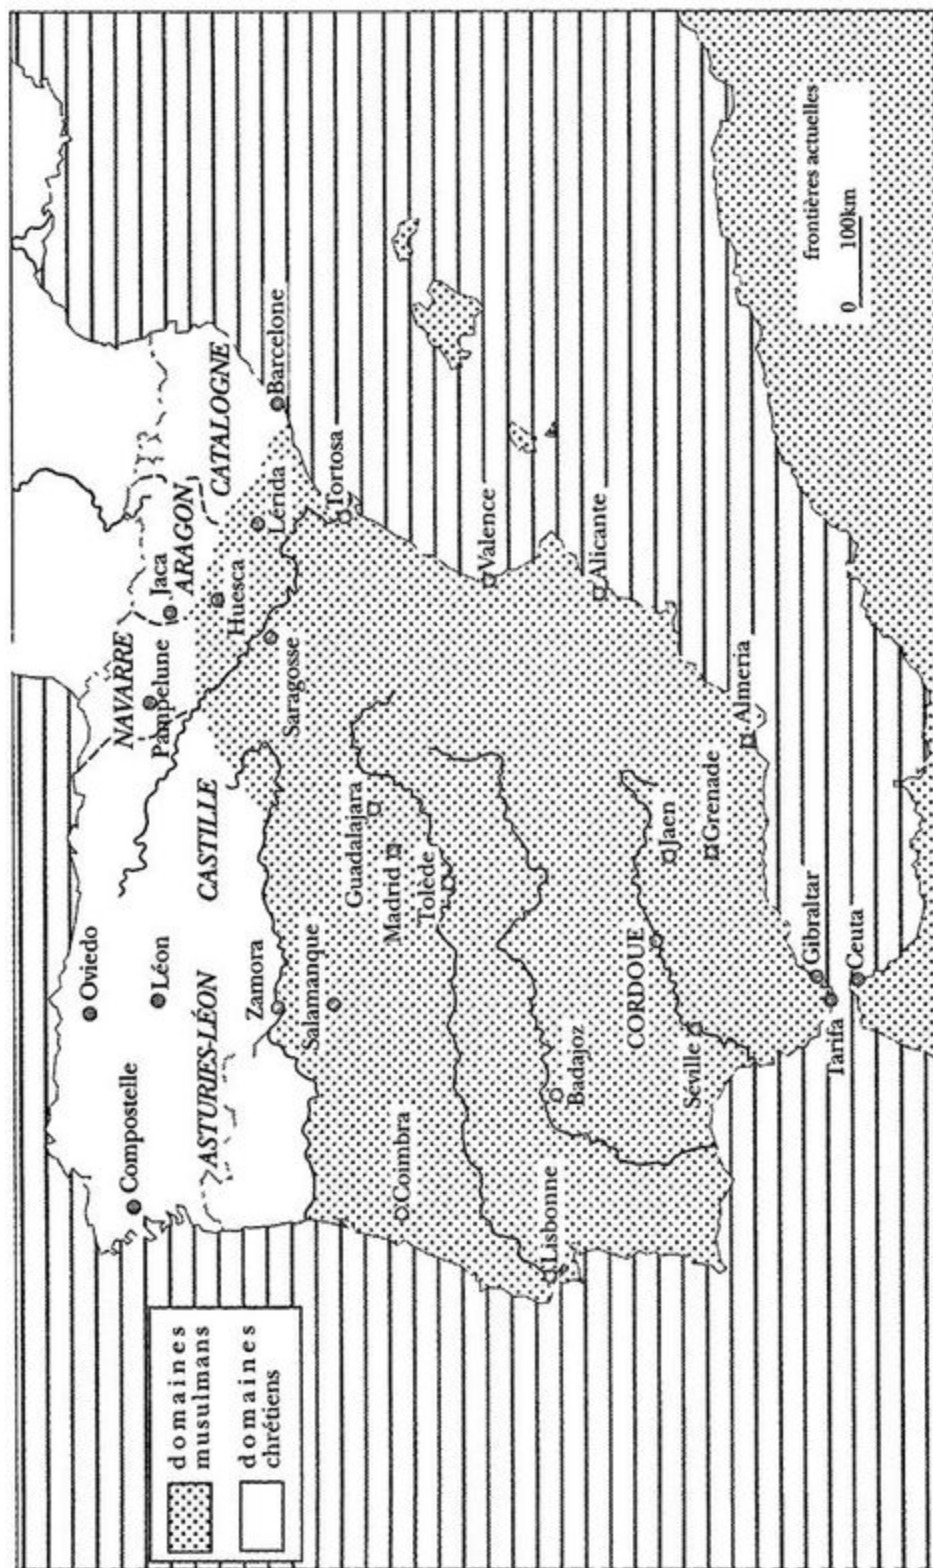 domaines
musulmans
domaines
chrétiens
Compostelle
Oviedo
Léon
ASTURIES-LÉON
CASTILLE
NAVARRE
Pampelune
Jaca
ARAGON
CATALOGNE
Huesca
Lérida
Barcelone
Saragosse
Tortosa
Zamora
Salamanque
Guadalajara
Madrid
Tolède
Coimbra
Valence
Lisbonne
Badajoz
Alicante
CORDOUE
Jaen
Seville
Grenade
Almeria
Gibraltar
Tarifa
Ceuta
frontières actuelles
0 100km